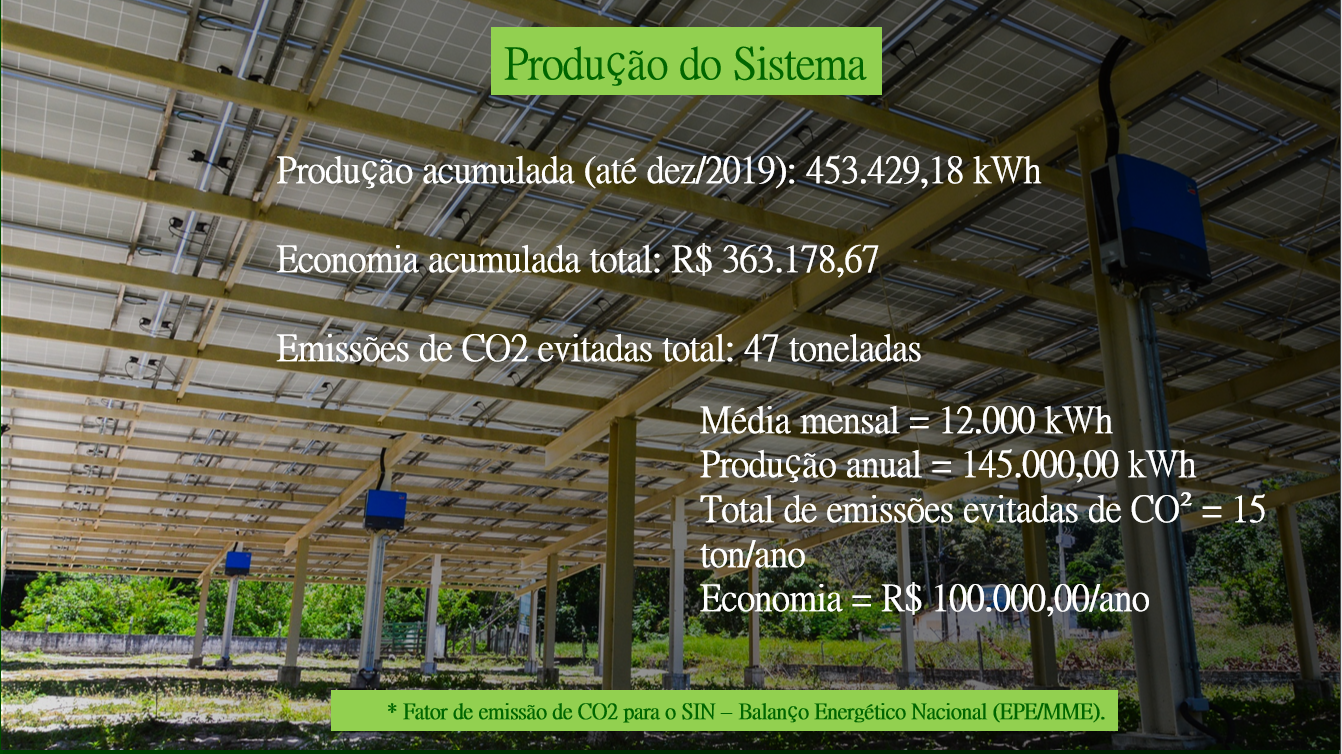 Produção do Sistema
Produção acumulada (até dez/2019): 453.429,18 kWh
Economia acumulada total: R$ 363.178,67
Emissões de CO2 evitadas total: 47 toneladas
Média mensal = 12.000 kWh
Produção anual = 145.000,00 kWh
Total de emissões evitadas de CO² = 15
ton/ano
Economia = R$ 100.000,00/ano
* Fator de emissão de CO2 para o SIN – Balanço Energético Nacional (EPE/MME).